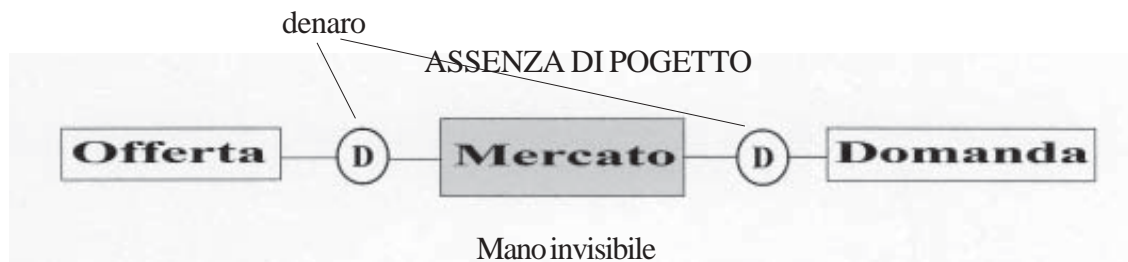 denaro
ASSENZA DI POGETTO
Offerta D Mercato D Domanda
Mano invisibile